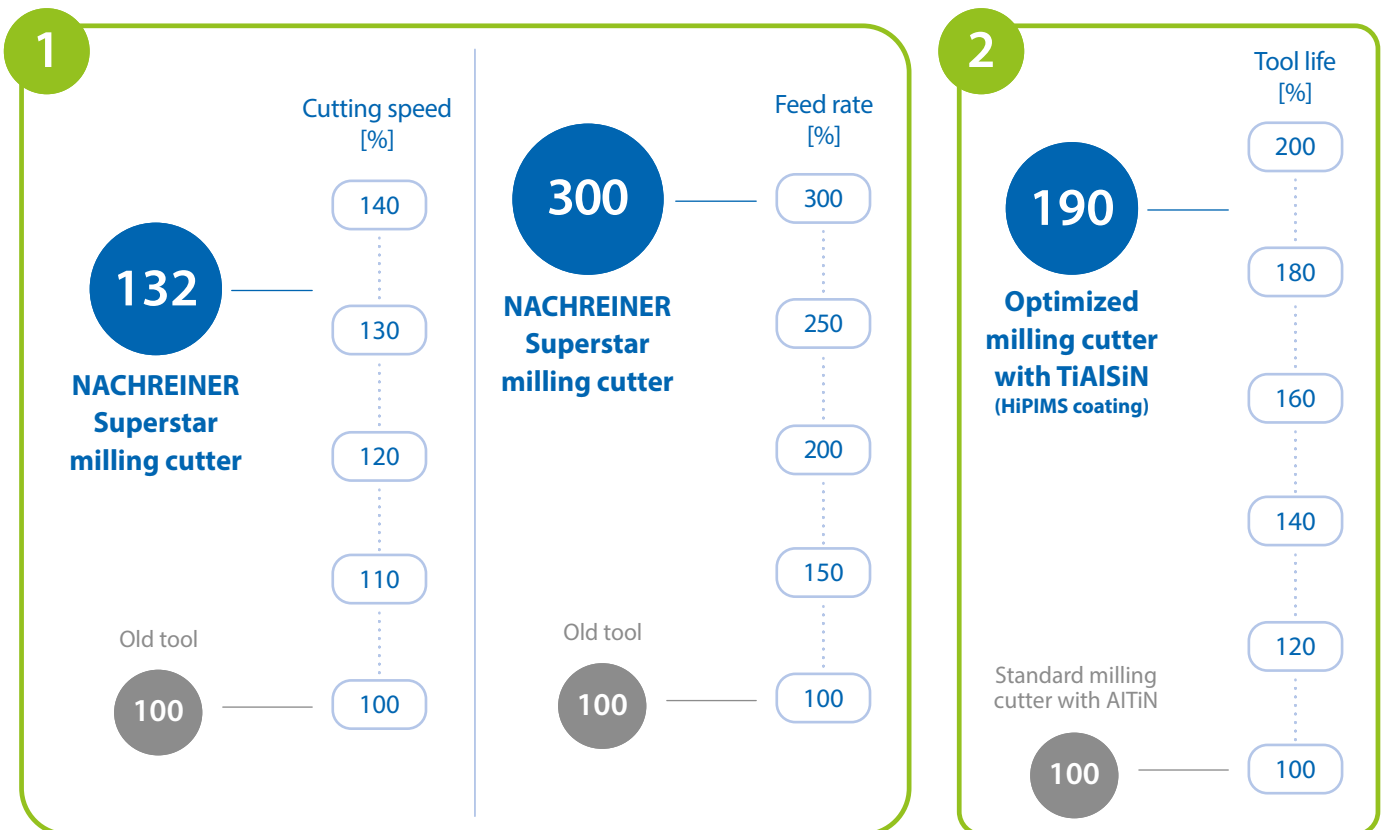 1
Cutting speed
[%]
140
132
130
NACHREINER
Superstar
milling cutter
120
110
Old tool
100
100
Feed rate
[%]
300
300
NACHREINER
Superstar
milling cutter
250
200
150
Old tool
100
100
2
Tool life
[%]
200
190
180
Optimized
milling cutter
with TiAlSiN
(HiPIMS coating)
160
140
120
Standard milling
cutter with AlTiN
100
100